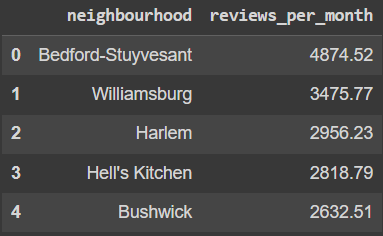 neighbourhood reviews_per_month
0 Bedford-Stuyvesant 4874.52
1 Williamsburg 3475.77
2 Harlem 2956.23
3 Hell's Kitchen 2818.79
4 Bushwick 2632.51